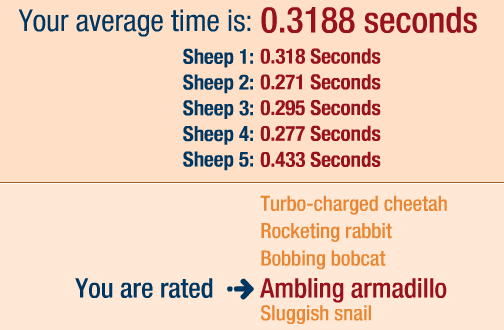 Your average time is: 0.3188 seconds
Sheep 1: 0.318 Seconds
Sheep 2: 0.271 Seconds
Sheep 3: 0.295 Seconds
Sheep 4: 0.277 Seconds
Sheep 5: 0.433 Seconds
Turbo-charged cheetah
Rocketing rabbit
Bobbing bobcat
You are rated Ambling armadillo
Sluggish snail